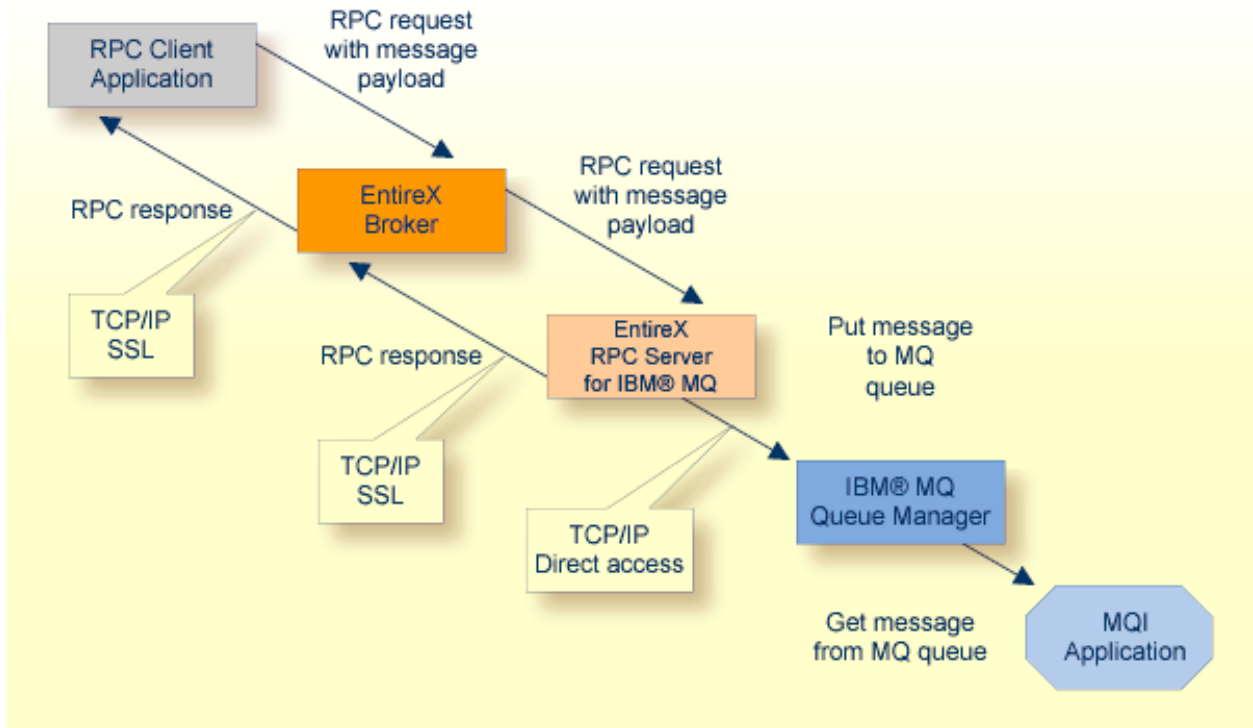 RPC Client
Application
RPC request
with message
payload
RPC response
EntireX
Broker
RPC request
with message
payload
TCP/IP
SSL
RPC response
EntireX
RPC Server
for IBM® MQ
Put message
to MQ
queue
TCP/IP
SSL
TCP/IP
Direct access
IBM® MQ
Queue Manager
Get message
from MQ queue
MQI
Application